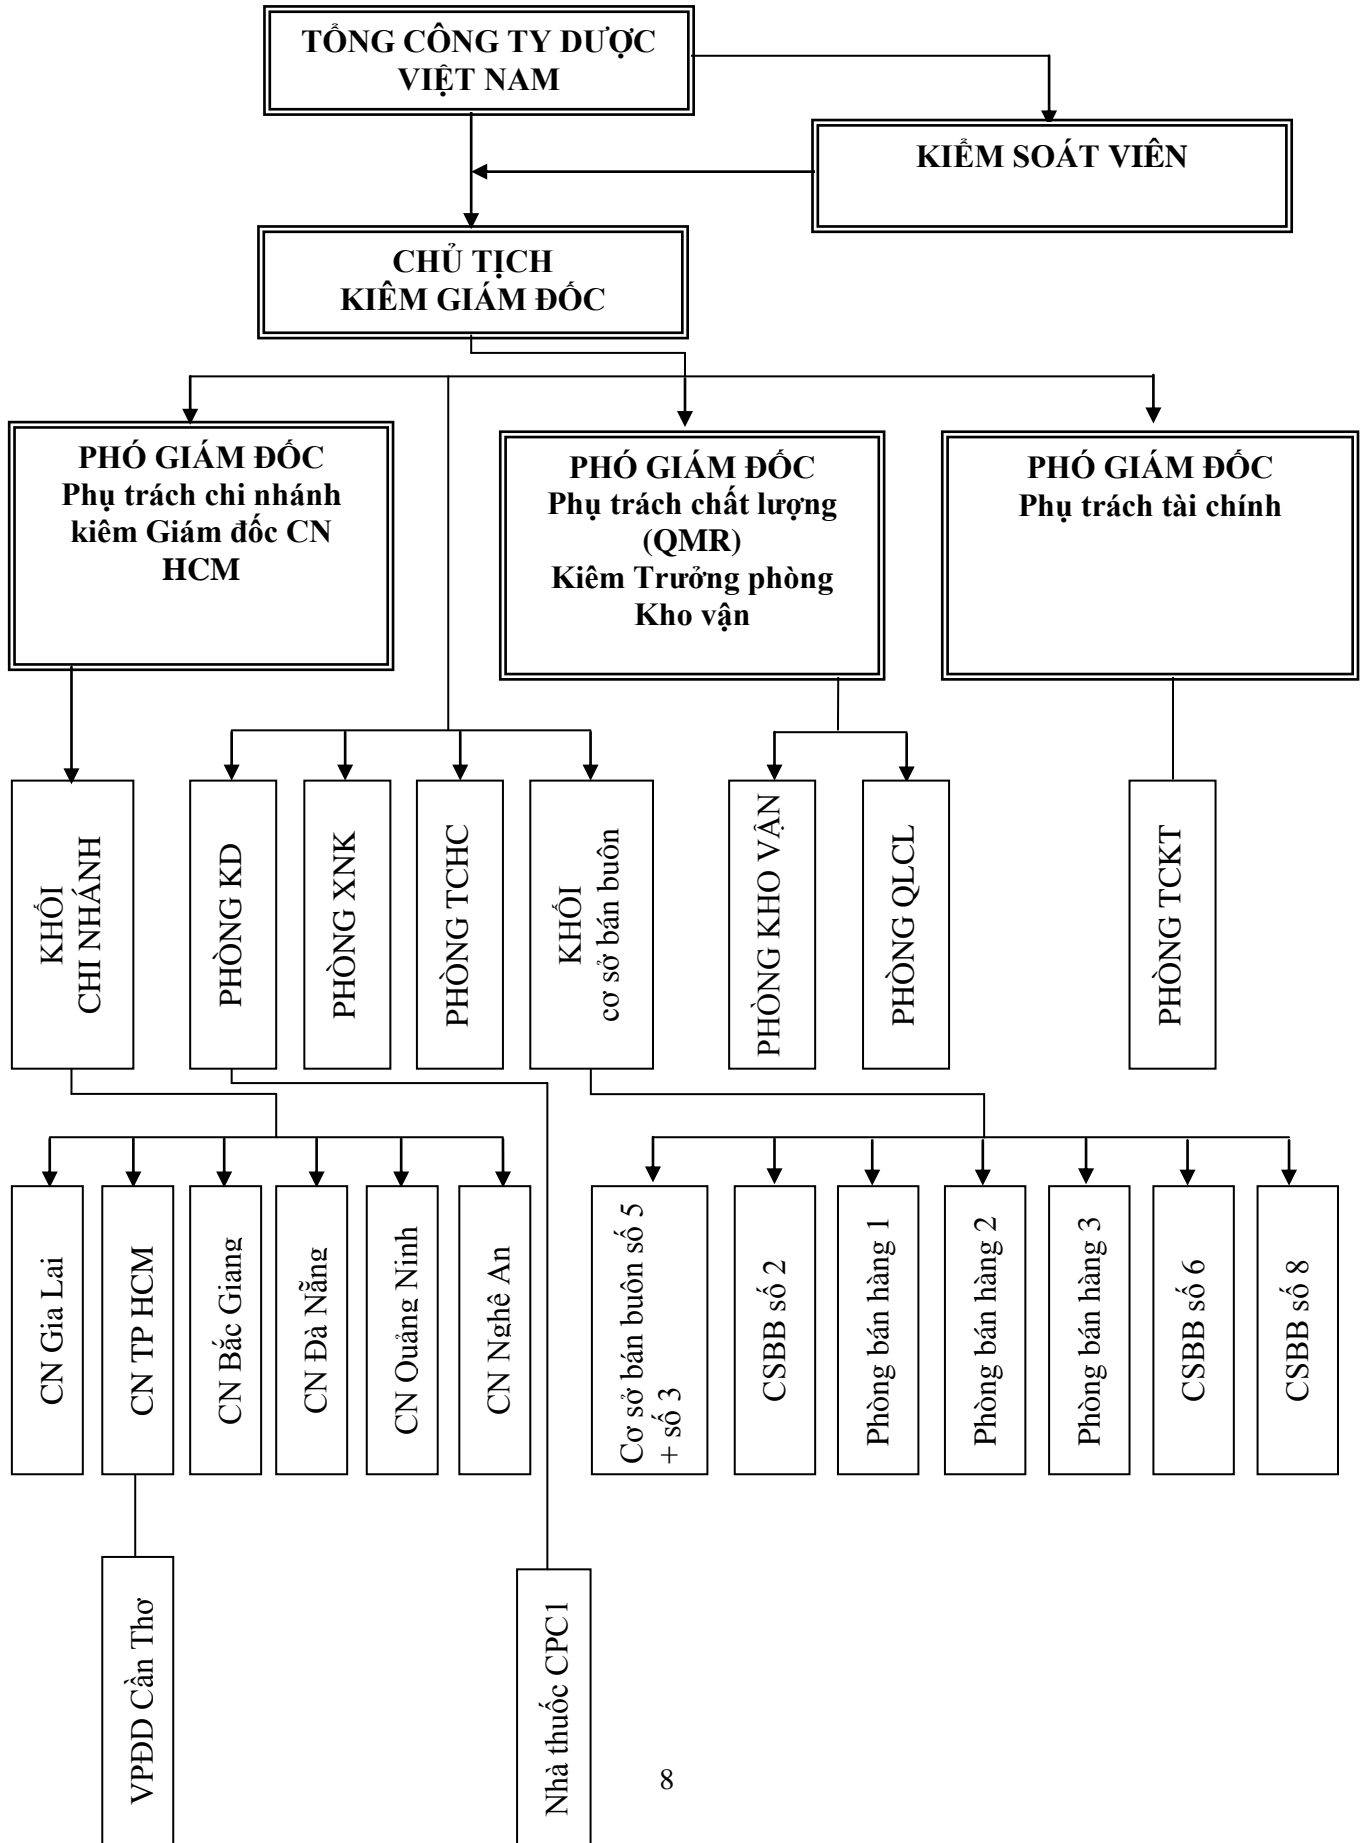 TỔNG CÔNG TY DƯỢC
VIỆT NAM
KIỂM SOÁT VIÊN
CHỦ TỊCH
KIÊM GIÁM ĐỐC
PHÓ GIÁM ĐỐC
Phụ trách chi nhánh
kiêm Giám đốc CN
HCM
PHÓ GIÁM ĐỐC
Phụ trách chất lượng
(QMR)
Kiêm Trưởng phòng
Kho vận
PHÓ GIÁM ĐỐC
Phụ trách tài chính
KHỐI
CHI NHÁNH
PHÒNG KD
PHÒNG XNK
PHÒNG TCHC
KHỐI
cơ sở bán buôn
PHÒNG KHO VẬN
PHÒNG QLCL
PHÒNG TCKT
CN Gia Lai
CN TP HCM
CN Bắc Giang
CN Đà Nẵng
CN Quảng Ninh
CN Nghê An
Cơ sở bán buôn số 5
+ số 3
CSBB số 2
Phòng bán hàng 1
Phòng bán hàng 2
Phòng bán hàng 3
CSBB số 6
CSBB số 8
VPĐD Cần Thơ
Nhà thuốc CPC1
8